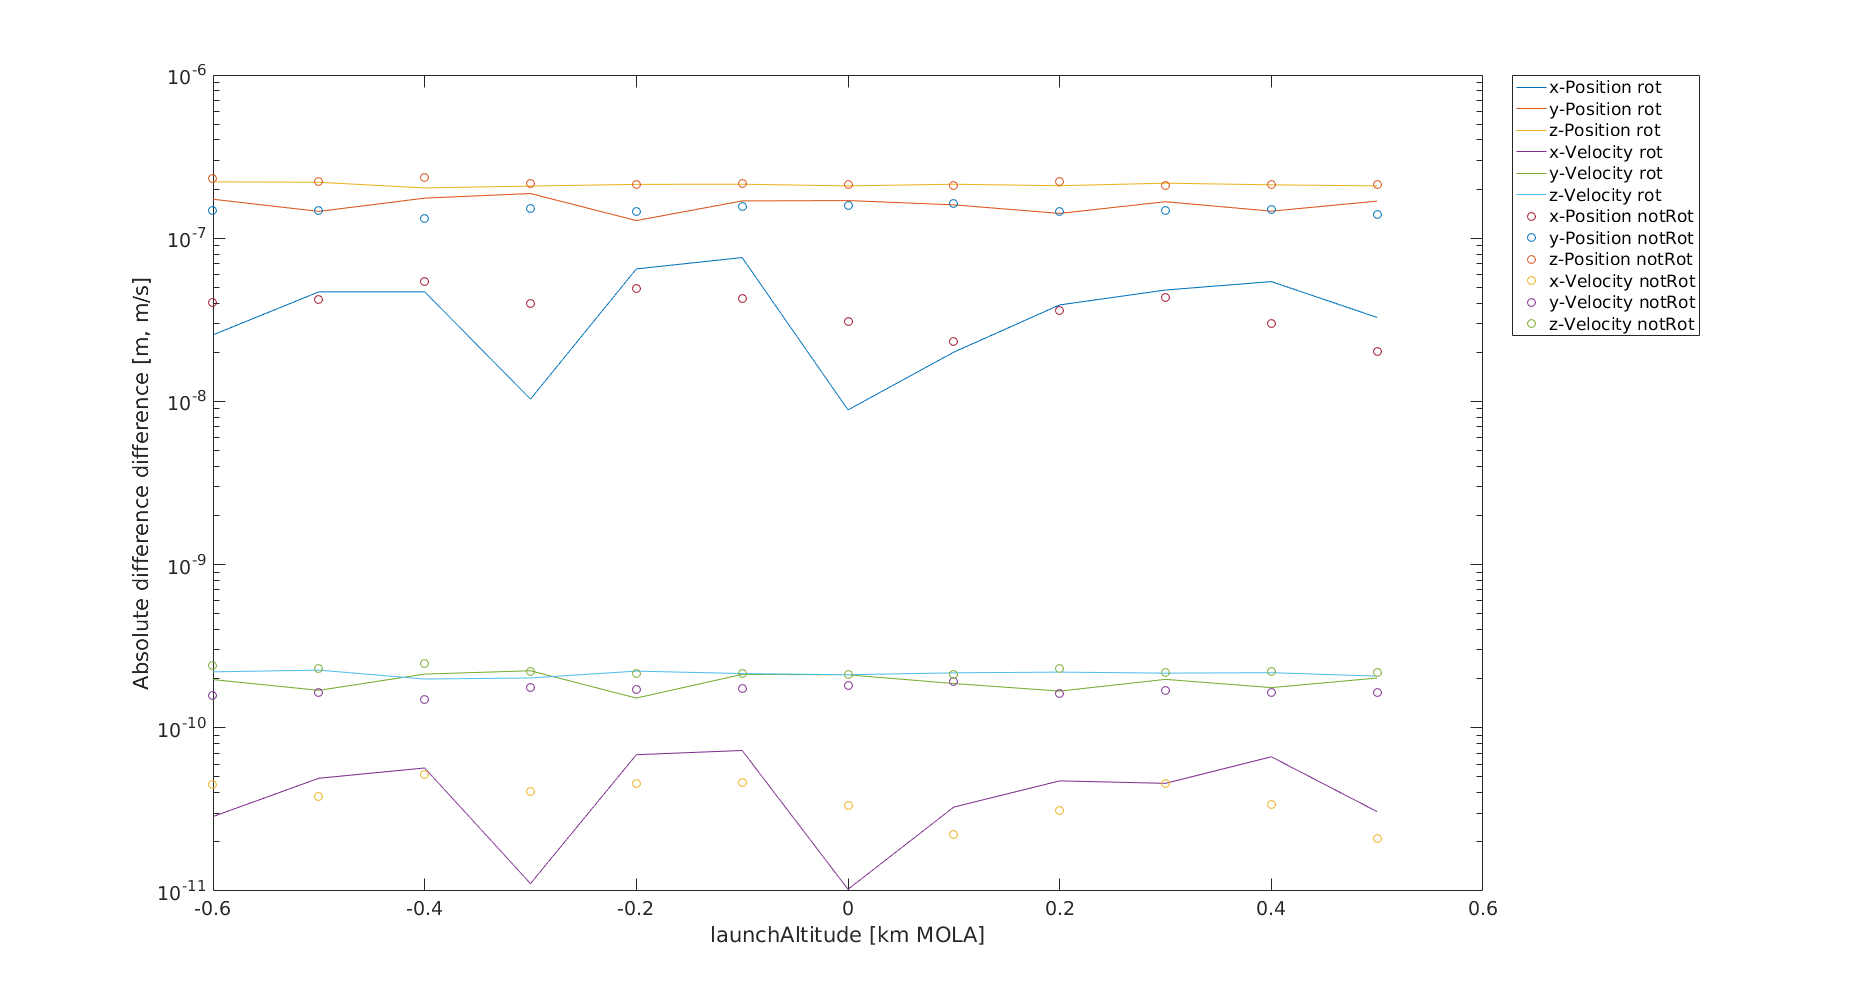 10^-6
10^-7
10^-8
10^-9
10^-10
10^-11
Absolute difference difference [m, m/s]
-0.6 -0.4 -0.2 0 0.2 0.4 0.6
launchAltitude [km MOLA]
x-Position rot
y-Position rot
z-Position rot
x-Velocity rot
y-Velocity rot
z-Velocity rot
x-Position notRot
y-Position notRot
z-Position notRot
x-Velocity notRot
y-Velocity notRot
z-Velocity notRot